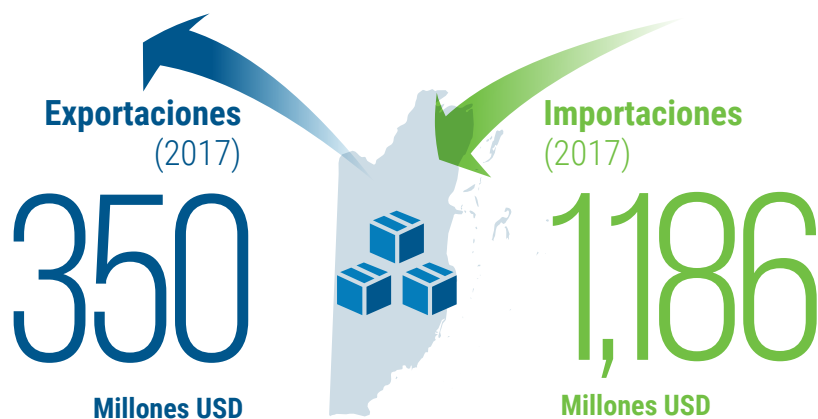 Exportaciones
(2017)
350
Millones USD
Importaciones
(2017)
1,186
Millones USD